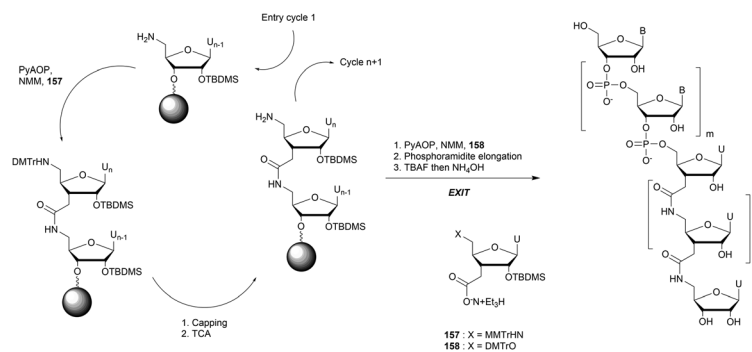 Entry cycle 1
H2N
O
Un-1
O
OTBDMS
Cycle n+1
PyAOP,
NMM, 157
DMTrHN
O
Un
O
OTBDMS
HN
O
Un-1
O
OTBDMS
1. Capping
2. TCA
H2N
O
Un
O
OTBDMS
HN
O
Un-1
O
OTBDMS
1. PyAOP, NMM, 158
2. Phosphoramidite elongation
3. TBAF then NH4OH
EXIT
X
O
U
O
OTBDMS
O-N+Et3H
157 : X = MMTrHN
158 : X = DMTrO
HO
O
B
O
OH
O=P-O
O-
O
B
O
OH
m
O=P-O
O-
O
U
O
OH
HN
O
U
O
OH
HN
O
U
OH
OH